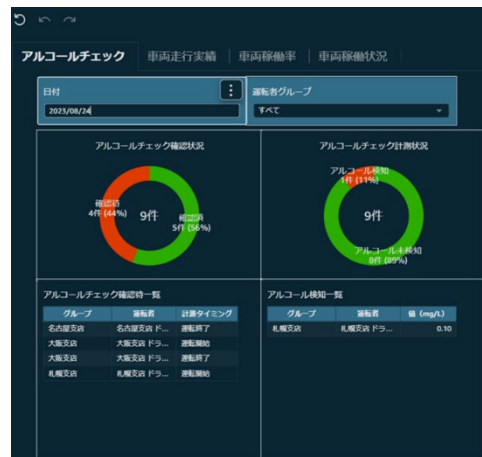 アルコールチェック 車両走行実績 車両稼働率 車両稼働状況
日付 運転者グループ
2023/08/24 すべて
アルコールチェック確認状況 アルコールチェック計測状況
アルコール検知
1件 (11%)
確認待
4件 (44%) 9件 確認済
5件 (56%)
9件
アルコール未検知
8件 (89%)
アルコールチェック確認待一覧 アルコール検知一覧
グループ 運転者 計測タイミング グループ 運転者 値 (mg/L)
名古屋支店 名古屋支店 ド... 運転終了 札幌支店 札幌支店 ドラ... 0.10
大阪支店 大阪支店 ドラ... 運転開始
大阪支店 大阪支店 ドラ... 運転終了
札幌支店 札幌支店 ドラ... 運転開始